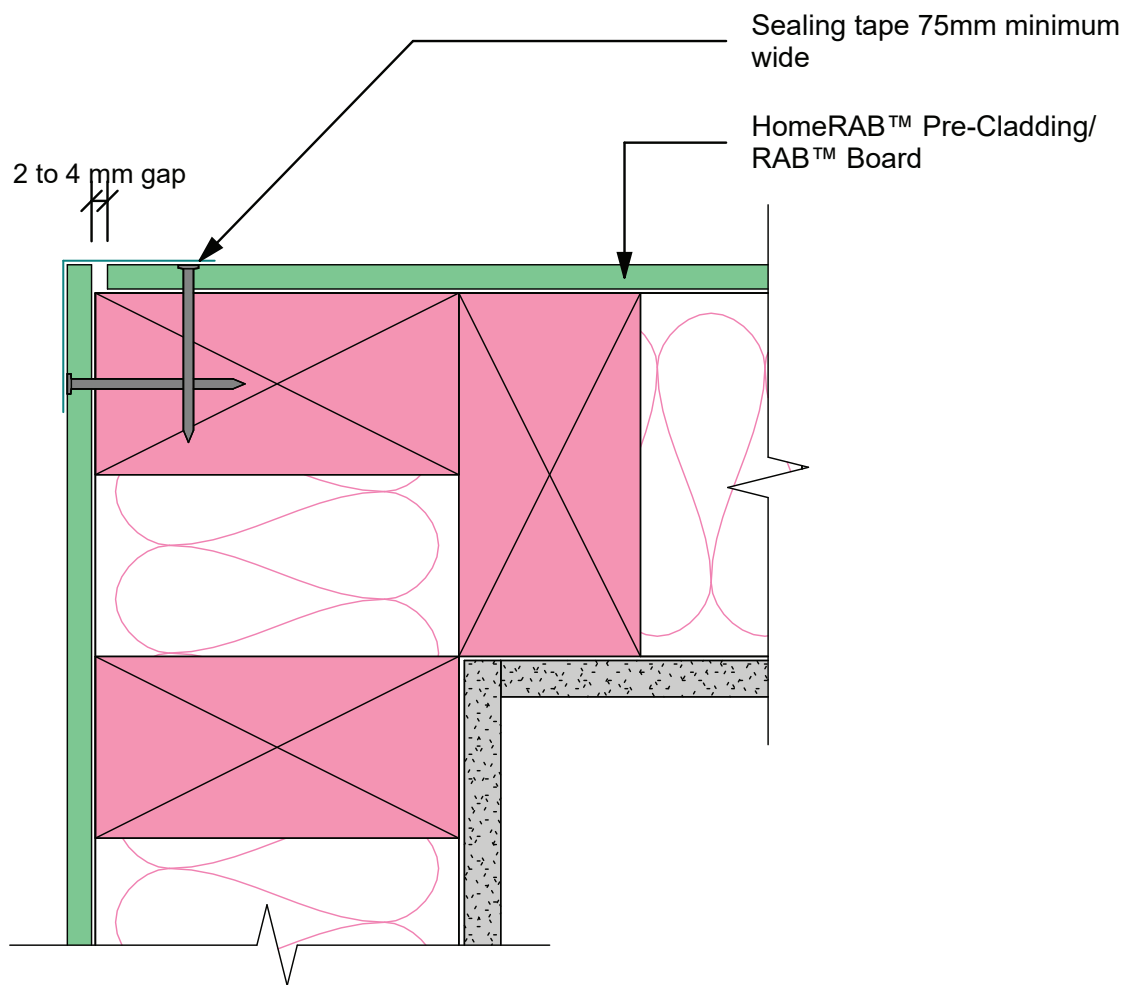 Sealing tape 75mm minimum
wide
HomeRAB™ Pre-Cladding/
RAB™ Board
2 to 4 mm gap